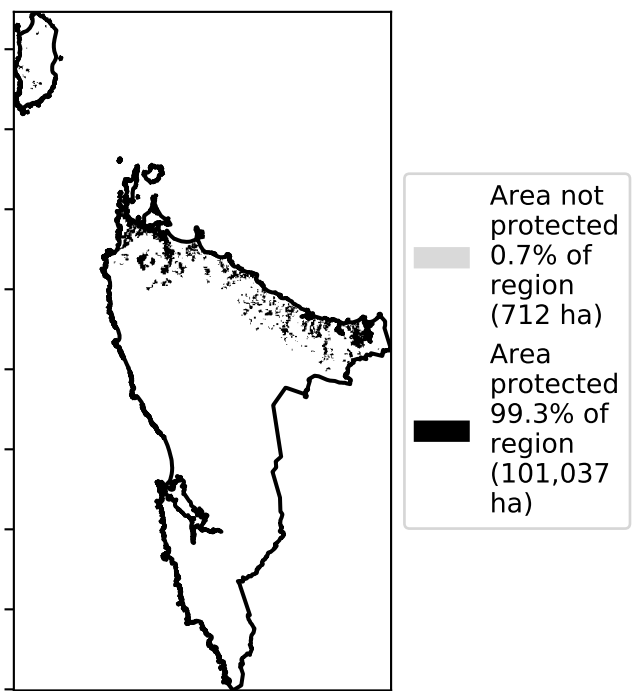 Area not
protected
0.7% of
region
(712 ha)
Area
protected
99.3% of
region
(101,037
ha)